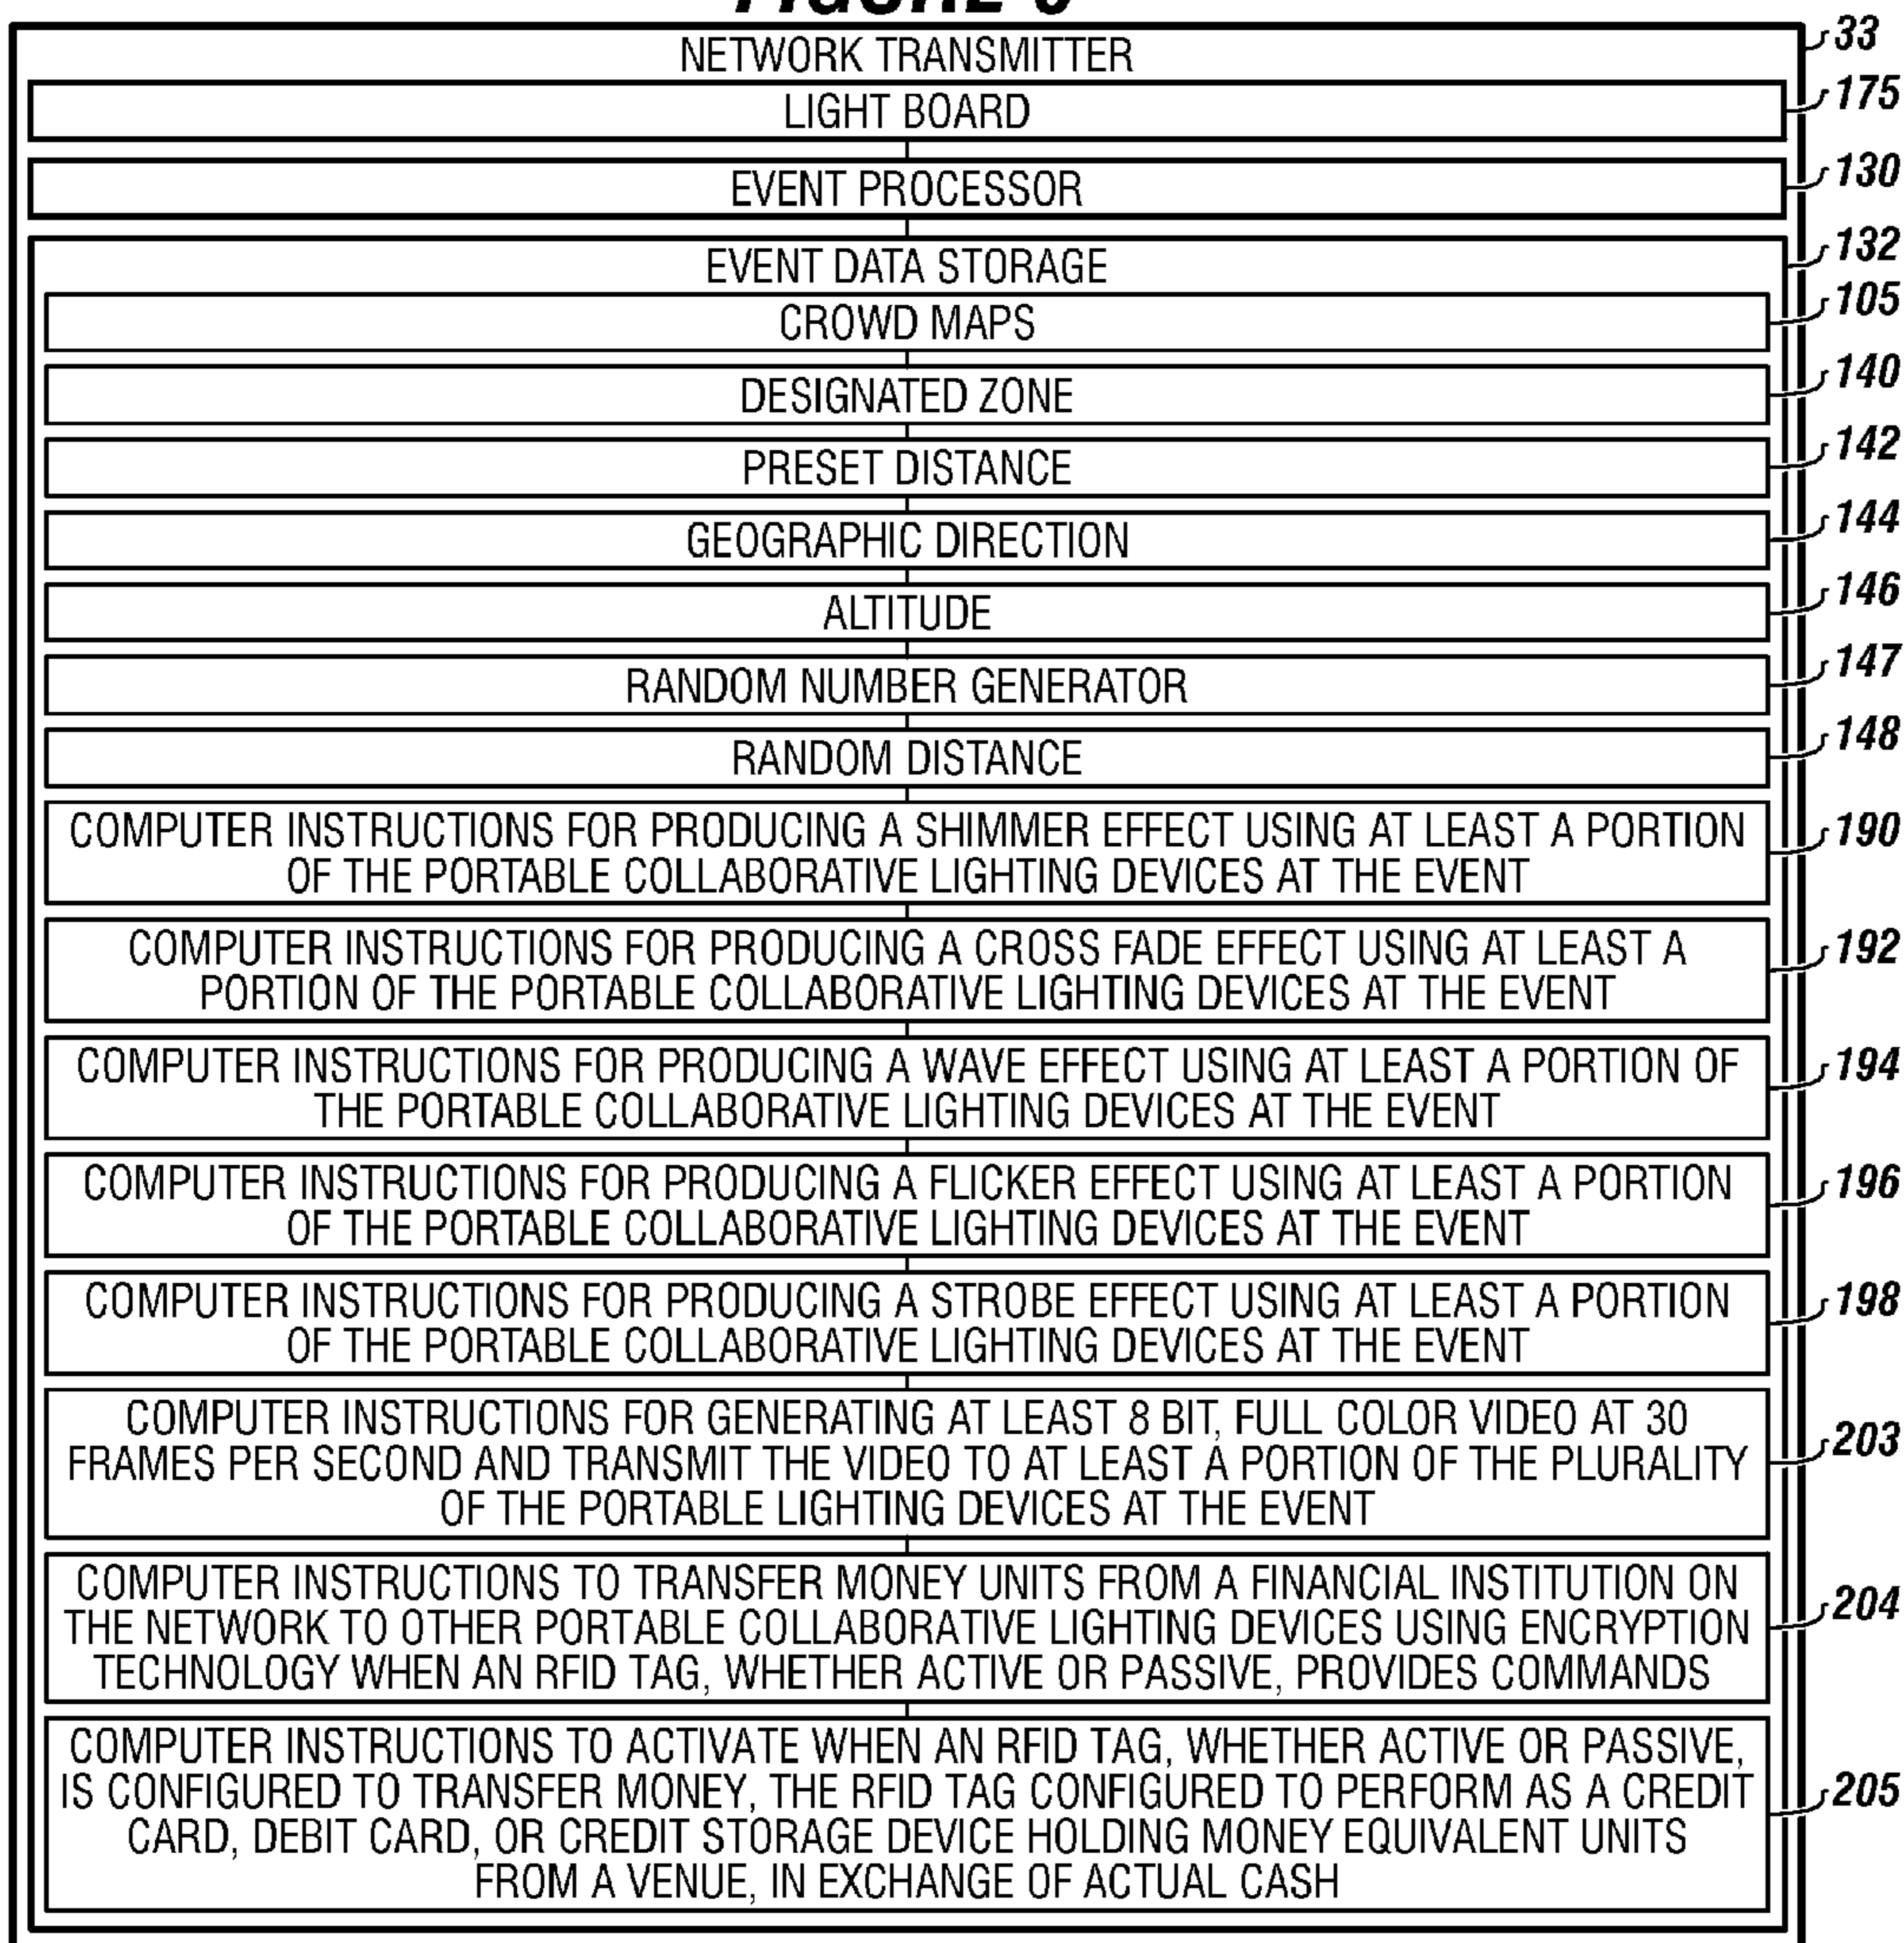 NETWORK TRANSMITTER
33
LIGHT BOARD
175
EVENT PROCESSOR
130
EVENT DATA STORAGE
132
CROWD MAPS
105
DESIGNATED ZONE
140
PRESET DISTANCE
142
GEOGRAPHIC DIRECTION
144
ALTITUDE
146
RANDOM NUMBER GENERATOR
147
RANDOM DISTANCE
148
COMPUTER INSTRUCTIONS FOR PRODUCING A SHIMMER EFFECT USING AT LEAST A PORTION
OF THE PORTABLE COLLABORATIVE LIGHTING DEVICES AT THE EVENT
190
COMPUTER INSTRUCTIONS FOR PRODUCING A CROSS FADE EFFECT USING AT LEAST A
PORTION OF THE PORTABLE COLLABORATIVE LIGHTING DEVICES AT THE EVENT
192
COMPUTER INSTRUCTIONS FOR PRODUCING A WAVE EFFECT USING AT LEAST A PORTION OF
THE PORTABLE COLLABORATIVE LIGHTING DEVICES AT THE EVENT
194
COMPUTER INSTRUCTIONS FOR PRODUCING A FLICKER EFFECT USING AT LEAST A PORTION
OF THE PORTABLE COLLABORATIVE LIGHTING DEVICES AT THE EVENT
196
COMPUTER INSTRUCTIONS FOR PRODUCING A STROBE EFFECT USING AT LEAST A PORTION
OF THE PORTABLE COLLABORATIVE LIGHTING DEVICES AT THE EVENT
198
COMPUTER INSTRUCTIONS FOR GENERATING AT LEAST 8 BIT, FULL COLOR VIDEO AT 30
FRAMES PER SECOND AND TRANSMIT THE VIDEO TO AT LEAST A PORTION OF THE PLURALITY
OF THE PORTABLE LIGHTING DEVICES AT THE EVENT
203
COMPUTER INSTRUCTIONS TO TRANSFER MONEY UNITS FROM A FINANCIAL INSTITUTION ON
THE NETWORK TO OTHER PORTABLE COLLABORATIVE LIGHTING DEVICES USING ENCRYPTION
TECHNOLOGY WHEN AN RFID TAG, WHETHER ACTIVE OR PASSIVE, PROVIDES COMMANDS
204
COMPUTER INSTRUCTIONS TO ACTIVATE WHEN AN RFID TAG, WHETHER ACTIVE OR PASSIVE,
IS CONFIGURED TO TRANSFER MONEY, THE RFID TAG CONFIGURED TO PERFORM AS A CREDIT
CARD, DEBIT CARD, OR CREDIT STORAGE DEVICE HOLDING MONEY EQUIVALENT UNITS
FROM A VENUE, IN EXCHANGE OF ACTUAL CASH
205